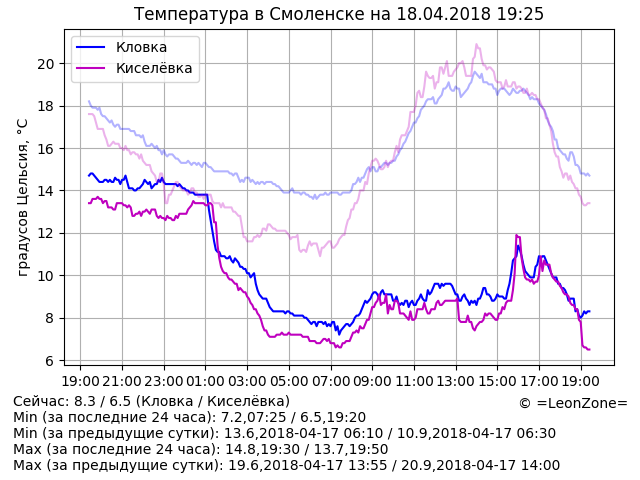 Температура в Смоленске на 18.04.2018 19:25
Кловка
Киселёвка
градусов Цельсия, °C
20
18
16
14
12
10
8
6
19:00 21:00 23:00 01:00 03:00 05:00 07:00 09:00 11:00 13:00 15:00 17:00 19:00
Сейчас: 8.3 / 6.5 (Кловка / Киселёвка)
© =LeonZone=
Min (за последние 24 часа): 7.2,07:25 / 6.5,19:20
Min (за предыдущие сутки): 13.6,2018-04-17 06:10 / 10.9,2018-04-17 06:30
Max (за последние 24 часа): 14.8,19:30 / 13.7,19:50
Max (за предыдущие сутки): 19.6,2018-04-17 13:55 / 20.9,2018-04-17 14:00